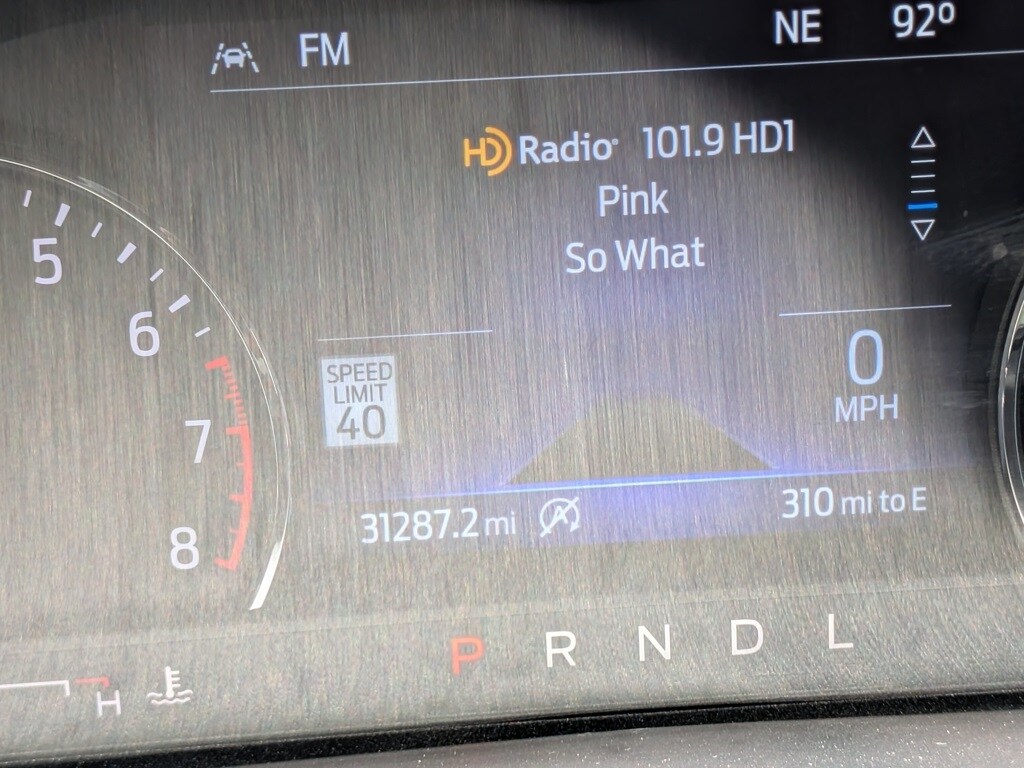 FM NE 92°
HD Radio 101.9 HD1
Pink
So What
5
6
7
8
SPEED
LIMIT
40
0
MPH
31287.2 mi A 310 mi to E
P R N D L
H